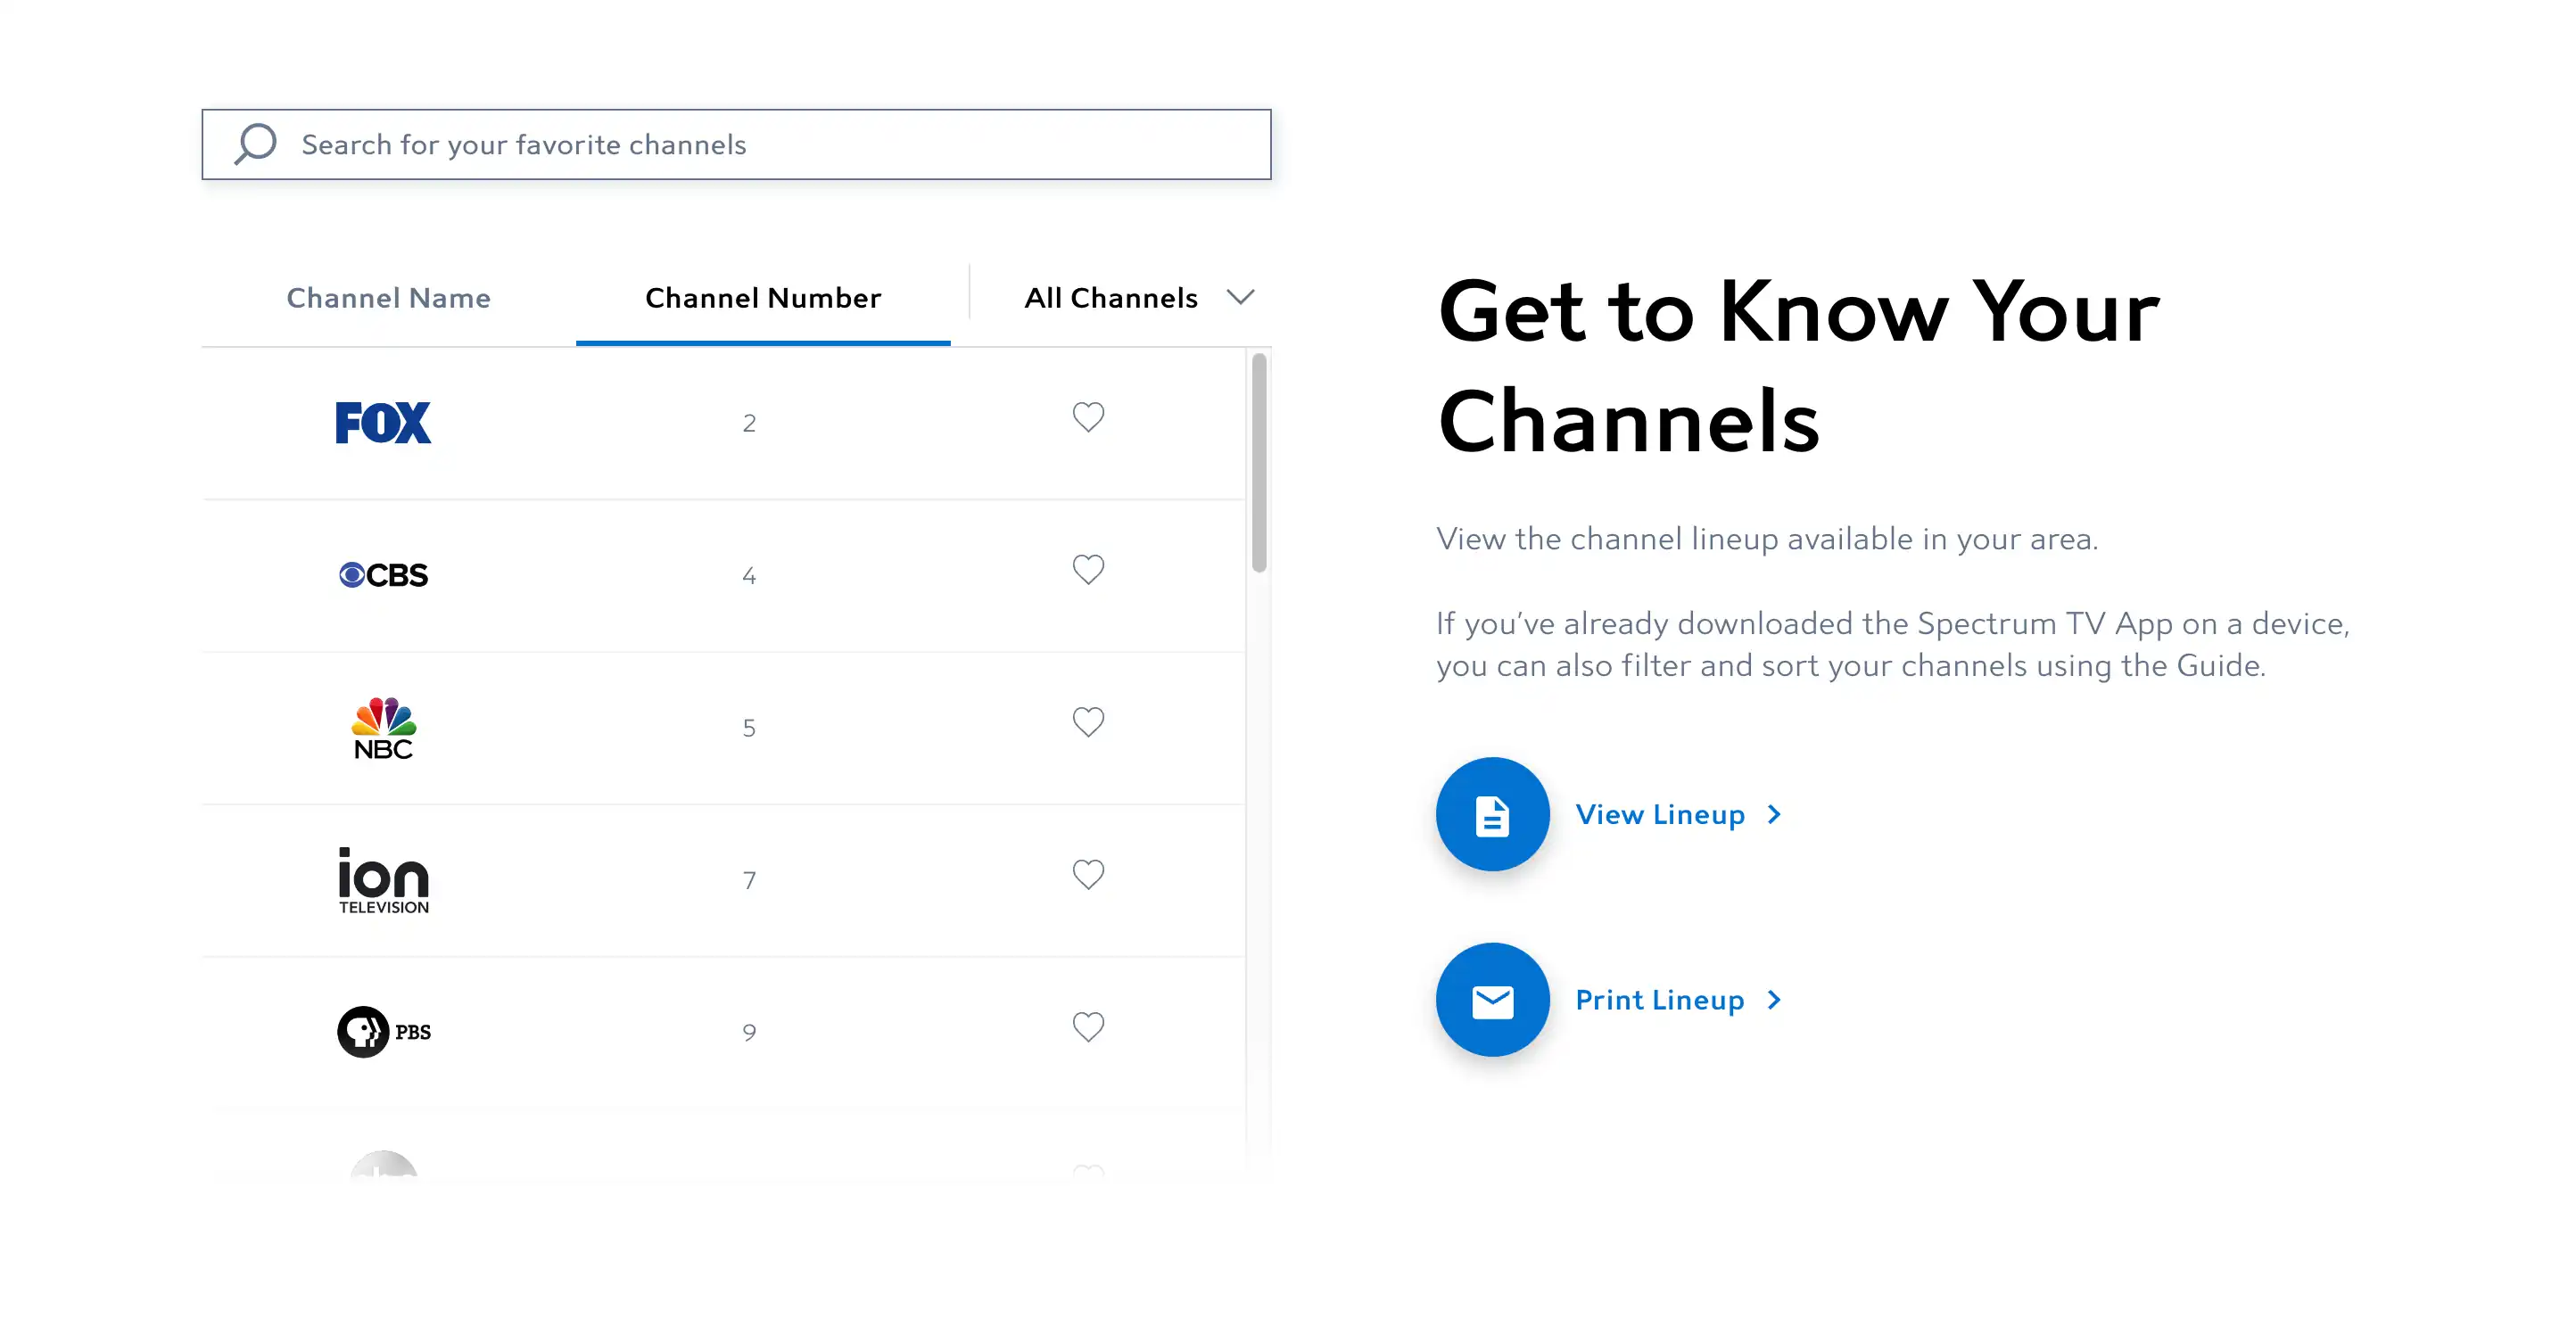 Search for your favorite channels
Channel Name
Channel Number
All Channels
FOX
2
CBS
4
NBC
5
ion
TELEVISION
7
PBS
9
Get to Know Your
Channels
View the channel lineup available in your area.
If you’ve already downloaded the Spectrum TV App on a device,
you can also filter and sort your channels using the Guide.
View Lineup
Print Lineup